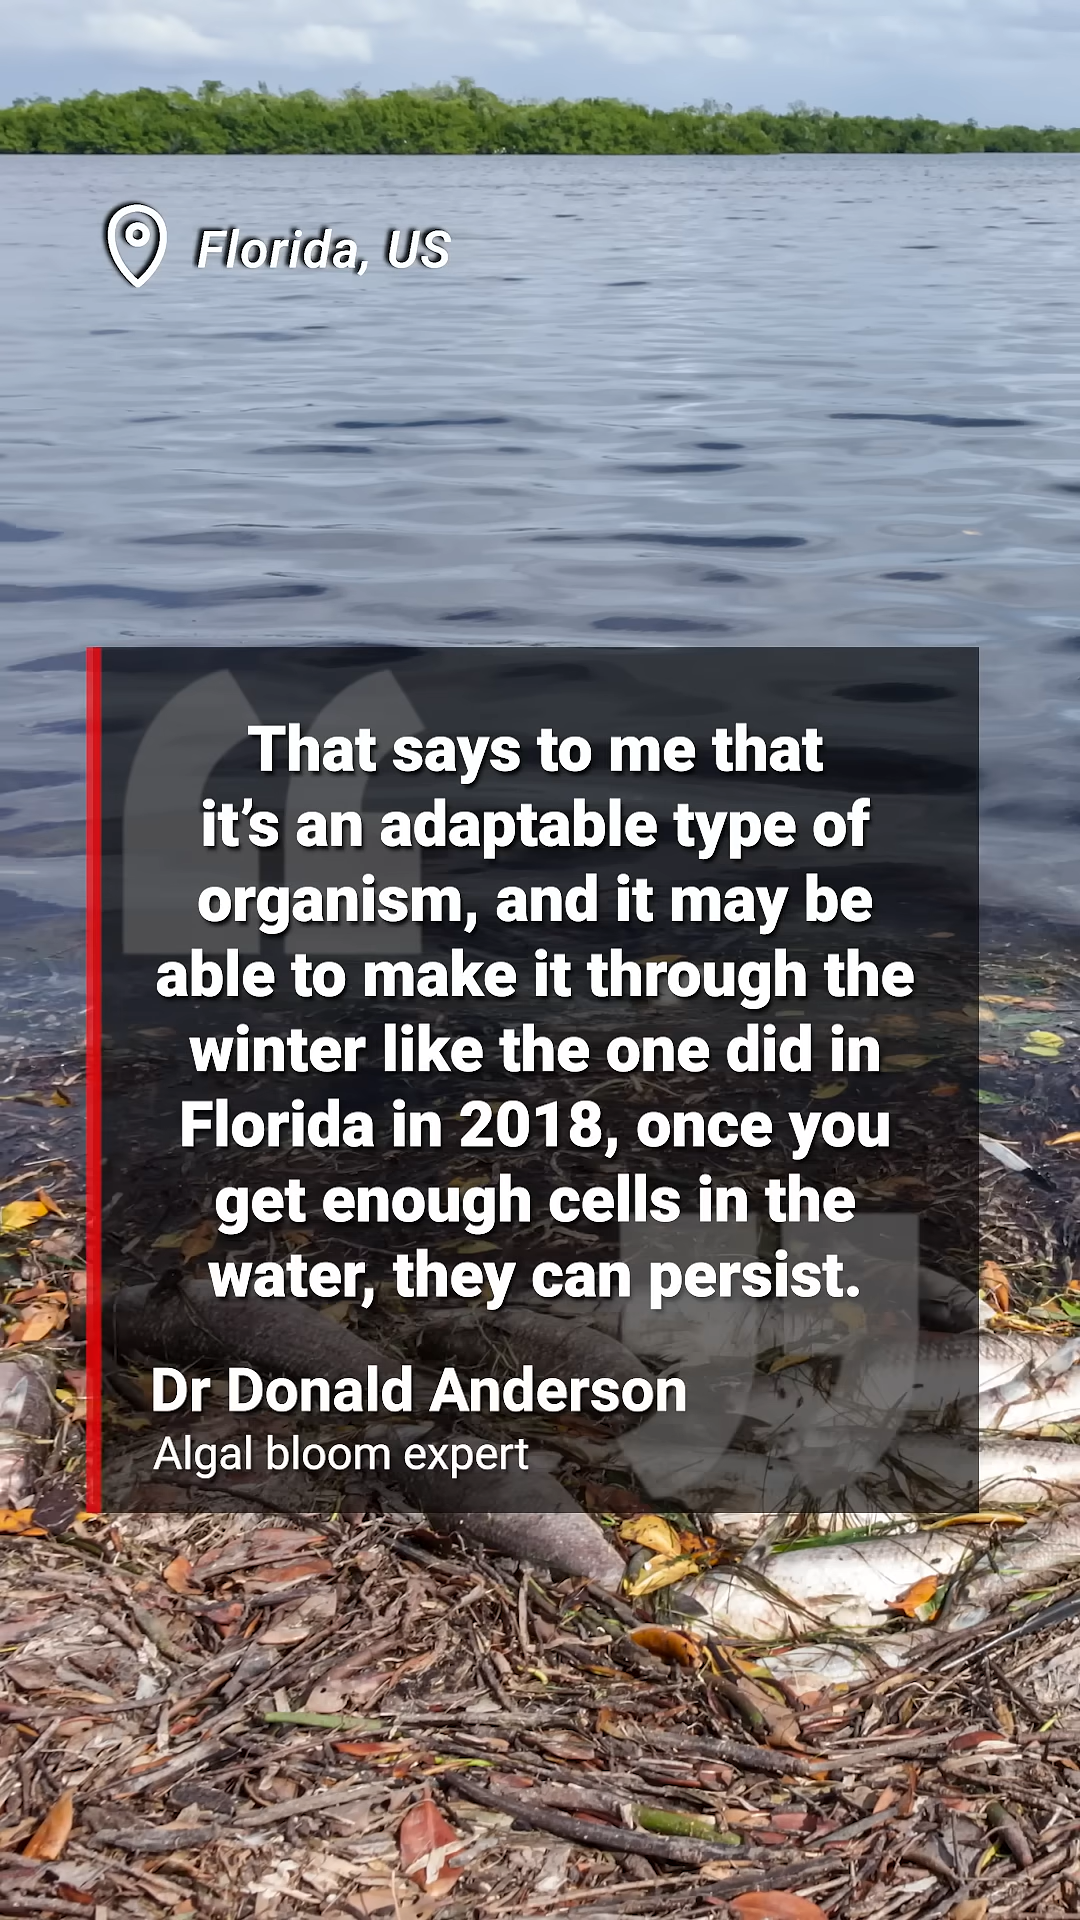 Florida, US
That says to me that
it’s an adaptable type of
organism, and it may be
able to make it through the
winter like the one did in
Florida in 2018, once you
get enough cells in the
water, they can persist.
Dr Donald Anderson
Algal bloom expert